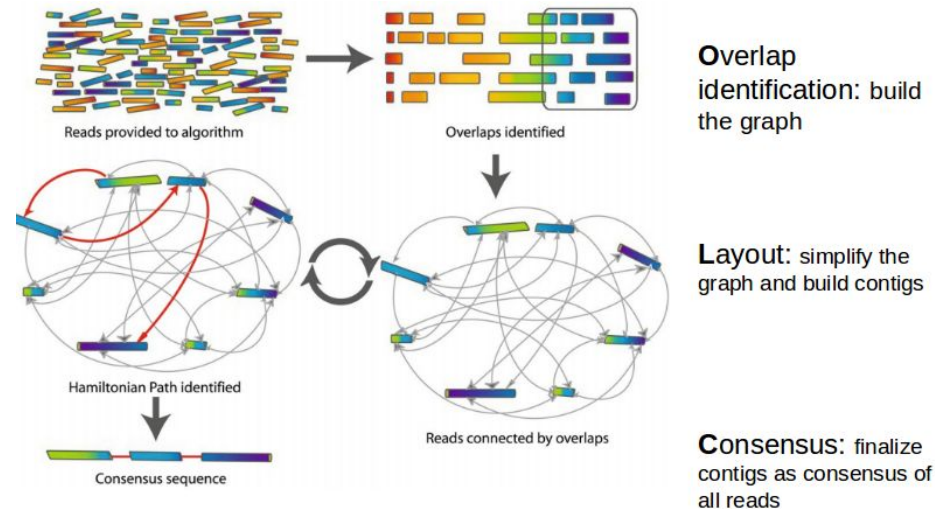 Reads provided to algorithm
Overlaps identified
Overlap
identification: build
the graph
Layout: simplify the
graph and build contigs
Hamiltonian Path identified
Reads connected by overlaps
Consensus sequence
Consensus: finalize
contigs as consensus of
all reads